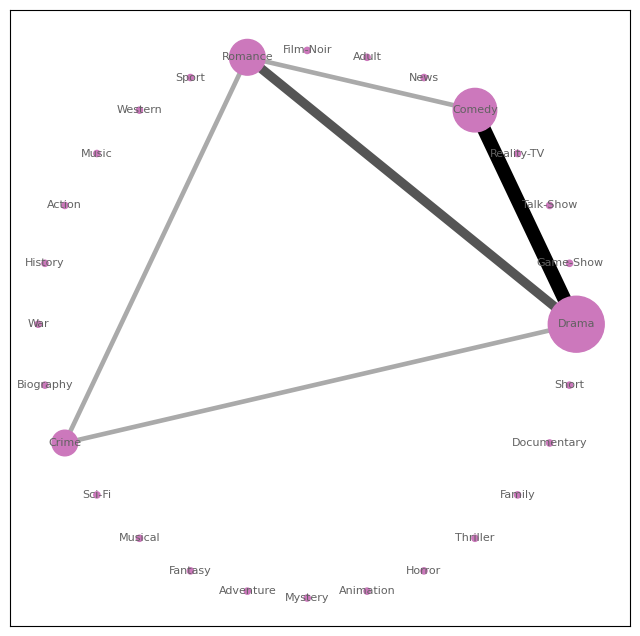 Film-Noir
Romance
Adult
Sport
News
Western
Comedy
Music
Reality-TV
Action
Talk-Show
History
Game-Show
War
Drama
Biography
Short
Crime
Documentary
Sci-Fi
Family
Musical
Thriller
Fantasy
Horror
Adventure
Animation
Mystery